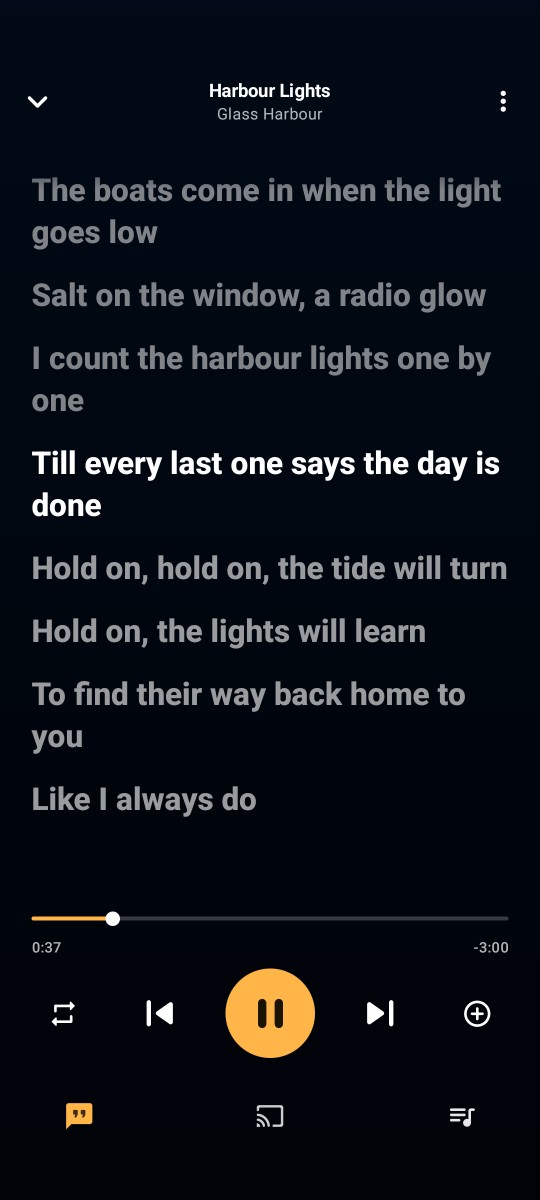 Harbour Lights
Glass Harbour
The boats come in when the light
goes low
Salt on the window, a radio glow
I count the harbour lights one by
one
Till every last one says the day is
done
Hold on, hold on, the tide will turn
Hold on, the lights will learn
To find their way back home to
you
Like I always do
0:37
-3:00